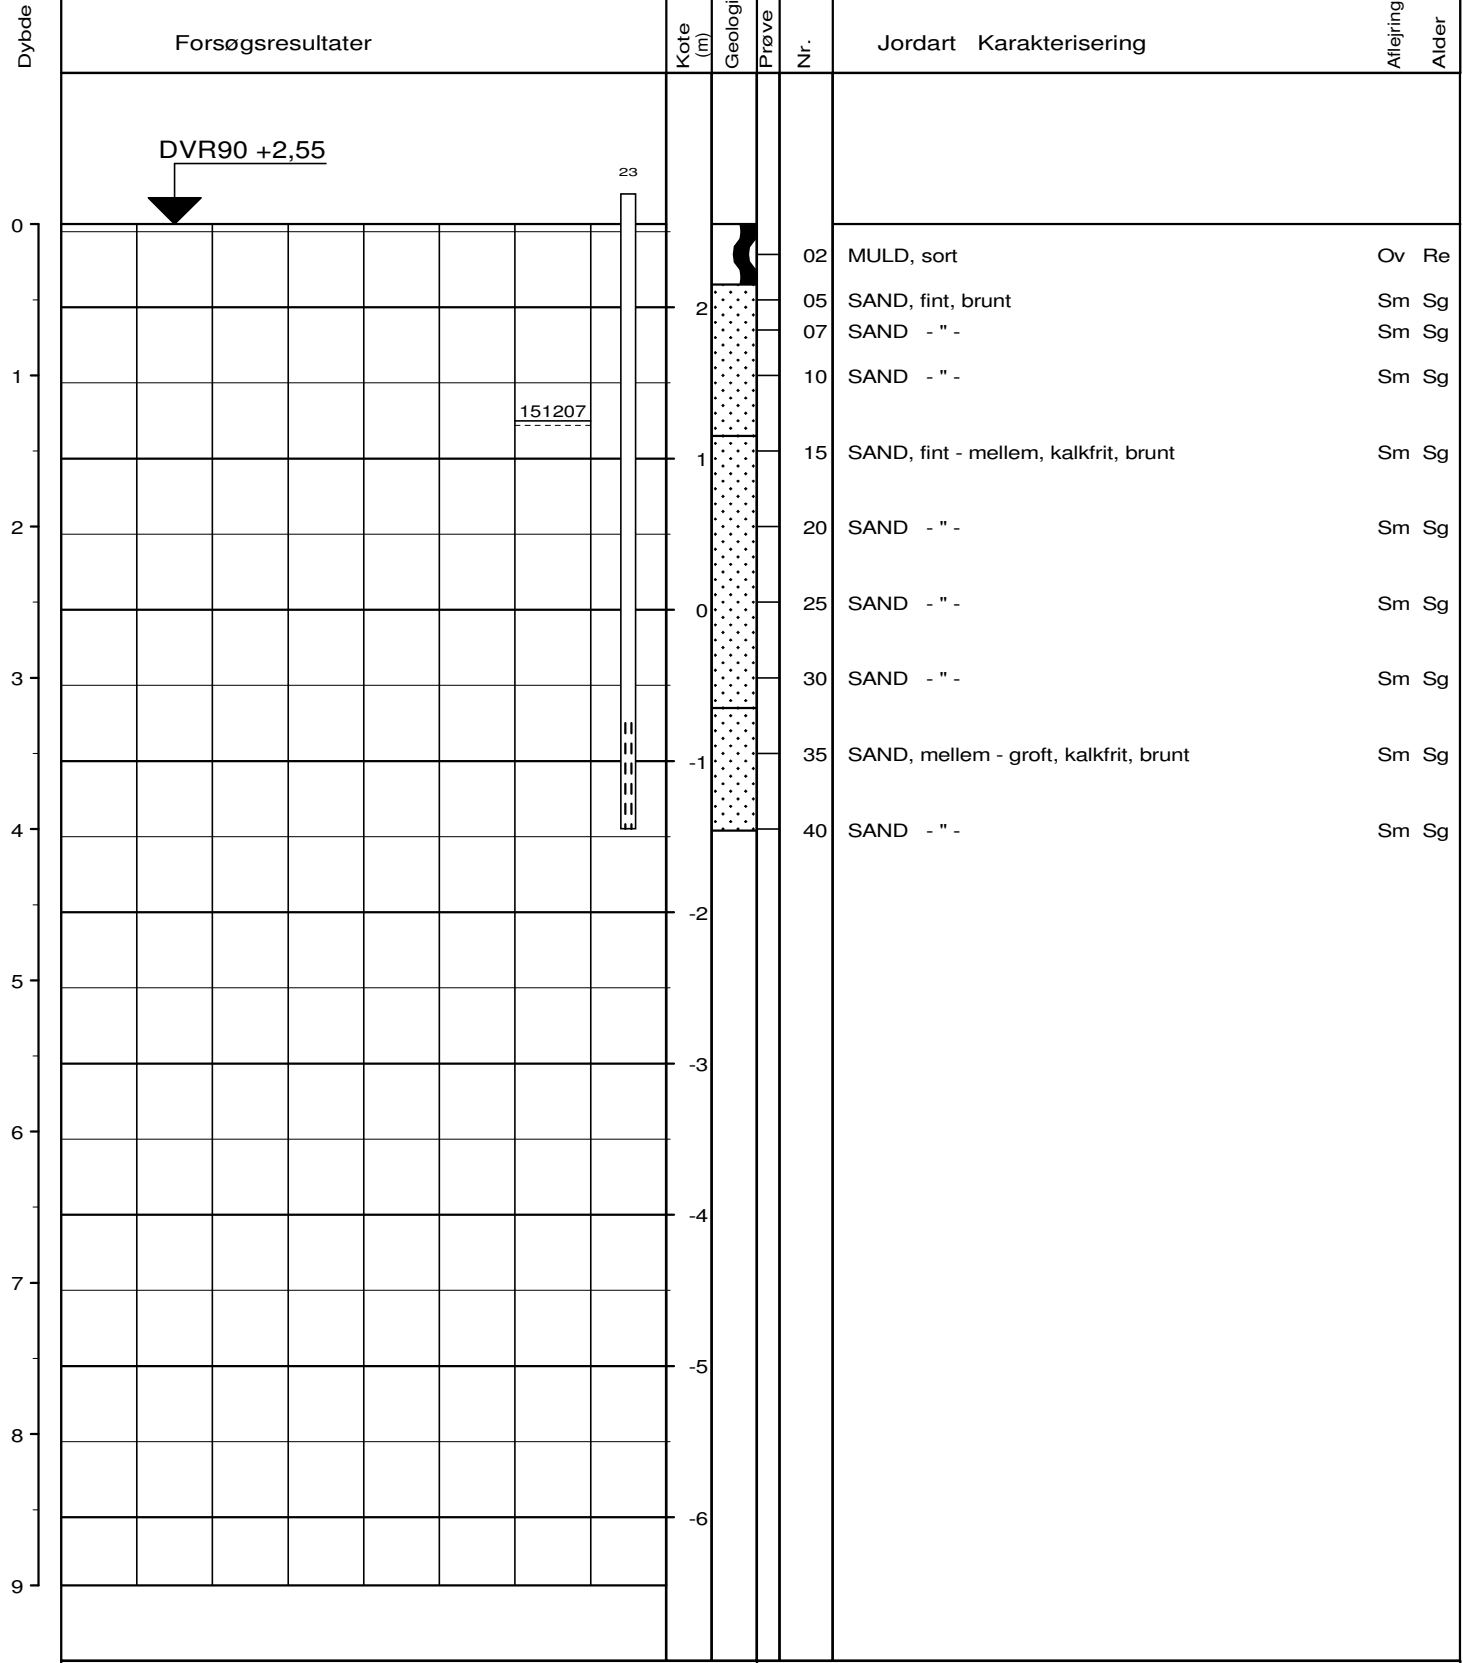 Dybde Forsøgsresultater Kote (m) Geologi Prøve Nr. Jordart Karakterisering Aflejring Alder
DVR90 +2,55
23
0
02 MULD, sort Ov Re
2 05 SAND, fint, brunt Sm Sg
07 SAND - " - Sm Sg
1 10 SAND - " - Sm Sg
151207
1 15 SAND, fint - mellem, kalkfrit, brunt Sm Sg
2 20 SAND - " - Sm Sg
0 25 SAND - " - Sm Sg
3 30 SAND - " - Sm Sg
-1 35 SAND, mellem - groft, kalkfrit, brunt Sm Sg
4 40 SAND - " - Sm Sg
-2
5
-3
6
-4
7
-5
8
-6
9